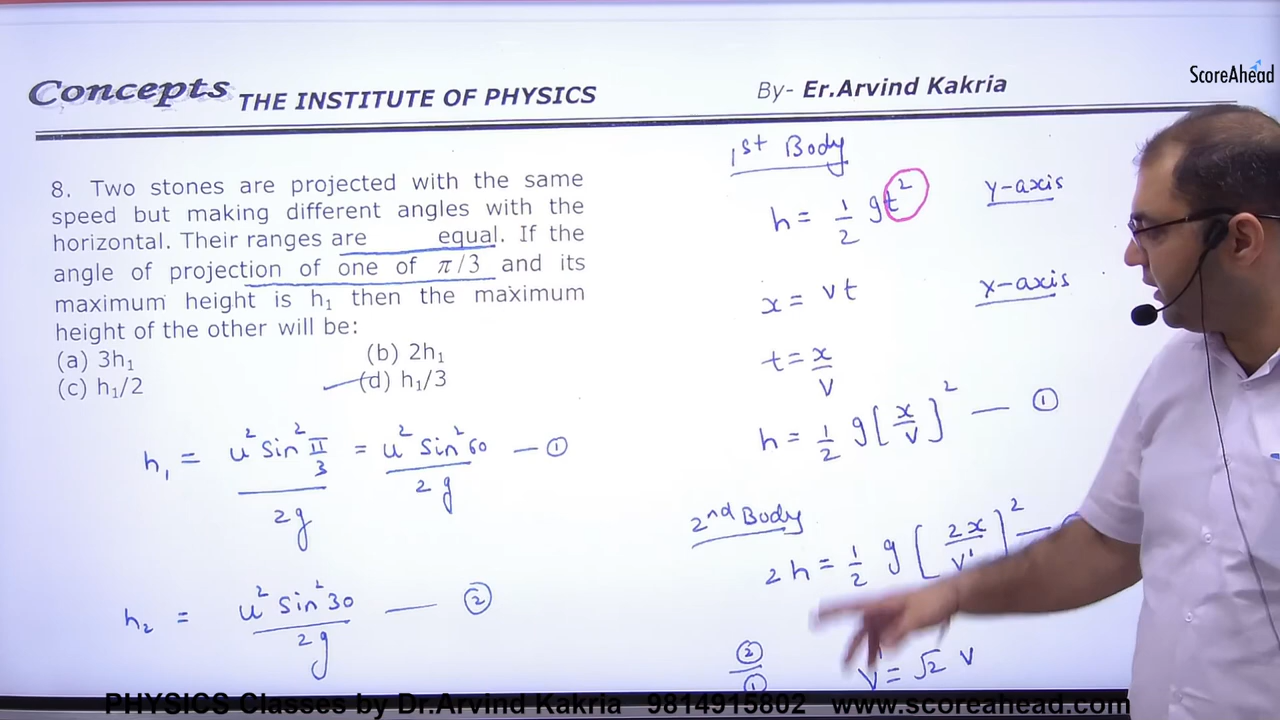 Concepts THE INSTITUTE OF PHYSICS
By- Er.Arvind Kakria
ScoreAhead
8. Two stones are projected with the same
speed but making different angles with the
horizontal. Their ranges are equal. If the
angle of projection of one of π/3 and its
maximum height is h₁ then the maximum
height of the other will be:
(a) 3h₁ (b) 2h₁
(c) h₁/2 (d) h₁/3
h₁ = u² sin² π/3 / 2g = u² sin² 60 / 2g — ①
h₂ = u² sin² 30 / 2g — ②
1st Body
h = 1/2 gt² y-axis
x = vt x-axis
t = x/v
h = 1/2 g[x/v]² — ①
2nd Body
2h = 1/2 g[2x/v']² —
②/① v' = √2 v
PHYSICS Classes by Dr.Arvind Kakria 9814915802 www.scoreahead.com